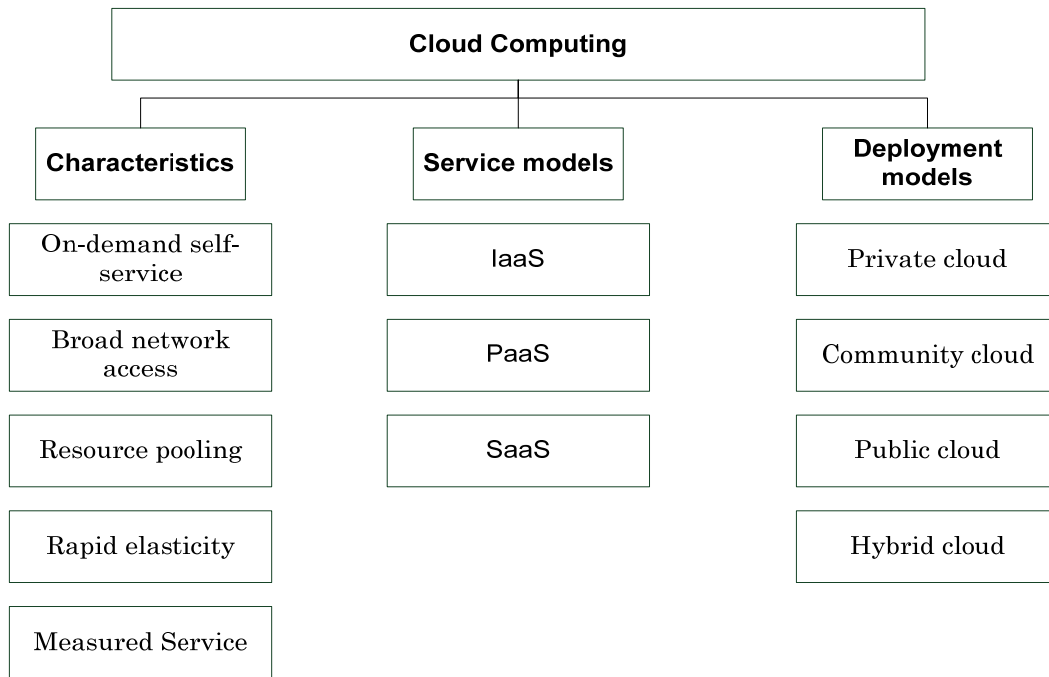 Cloud Computing
Characteristics
On-demand self-
service
Broad network
access
Resource pooling
Rapid elasticity
Measured Service
Service models
IaaS
PaaS
SaaS
Deployment
models
Private cloud
Community cloud
Public cloud
Hybrid cloud